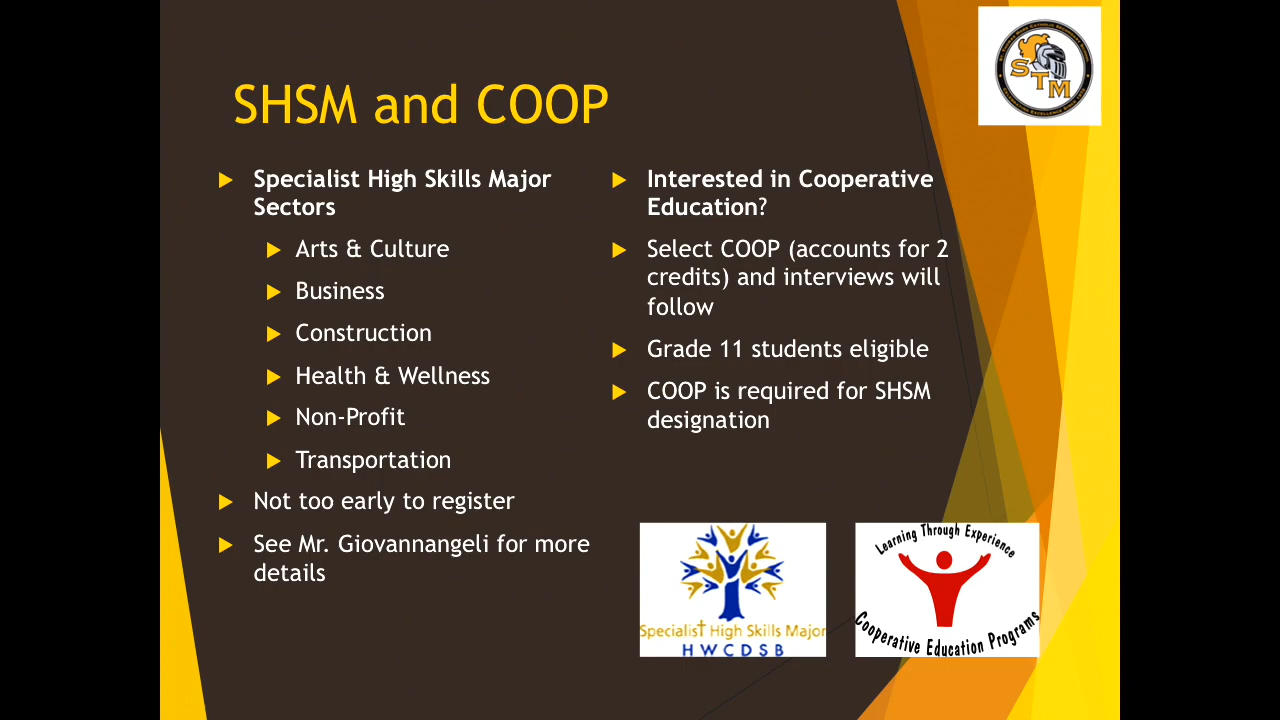 SHSM and COOP
Specialist High Skills Major
Sectors
Arts & Culture
Business
Construction
Health & Wellness
Non-Profit
Transportation
Not too early to register
See Mr. Giovannangeli for more
details
Interested in Cooperative
Education?
Select COOP (accounts for 2
credits) and interviews will
follow
Grade 11 students eligible
COOP is required for SHSM
designation
STM
Specialist High Skills Major
HWCDSB
Learning Through Experience
Cooperative Education Programs